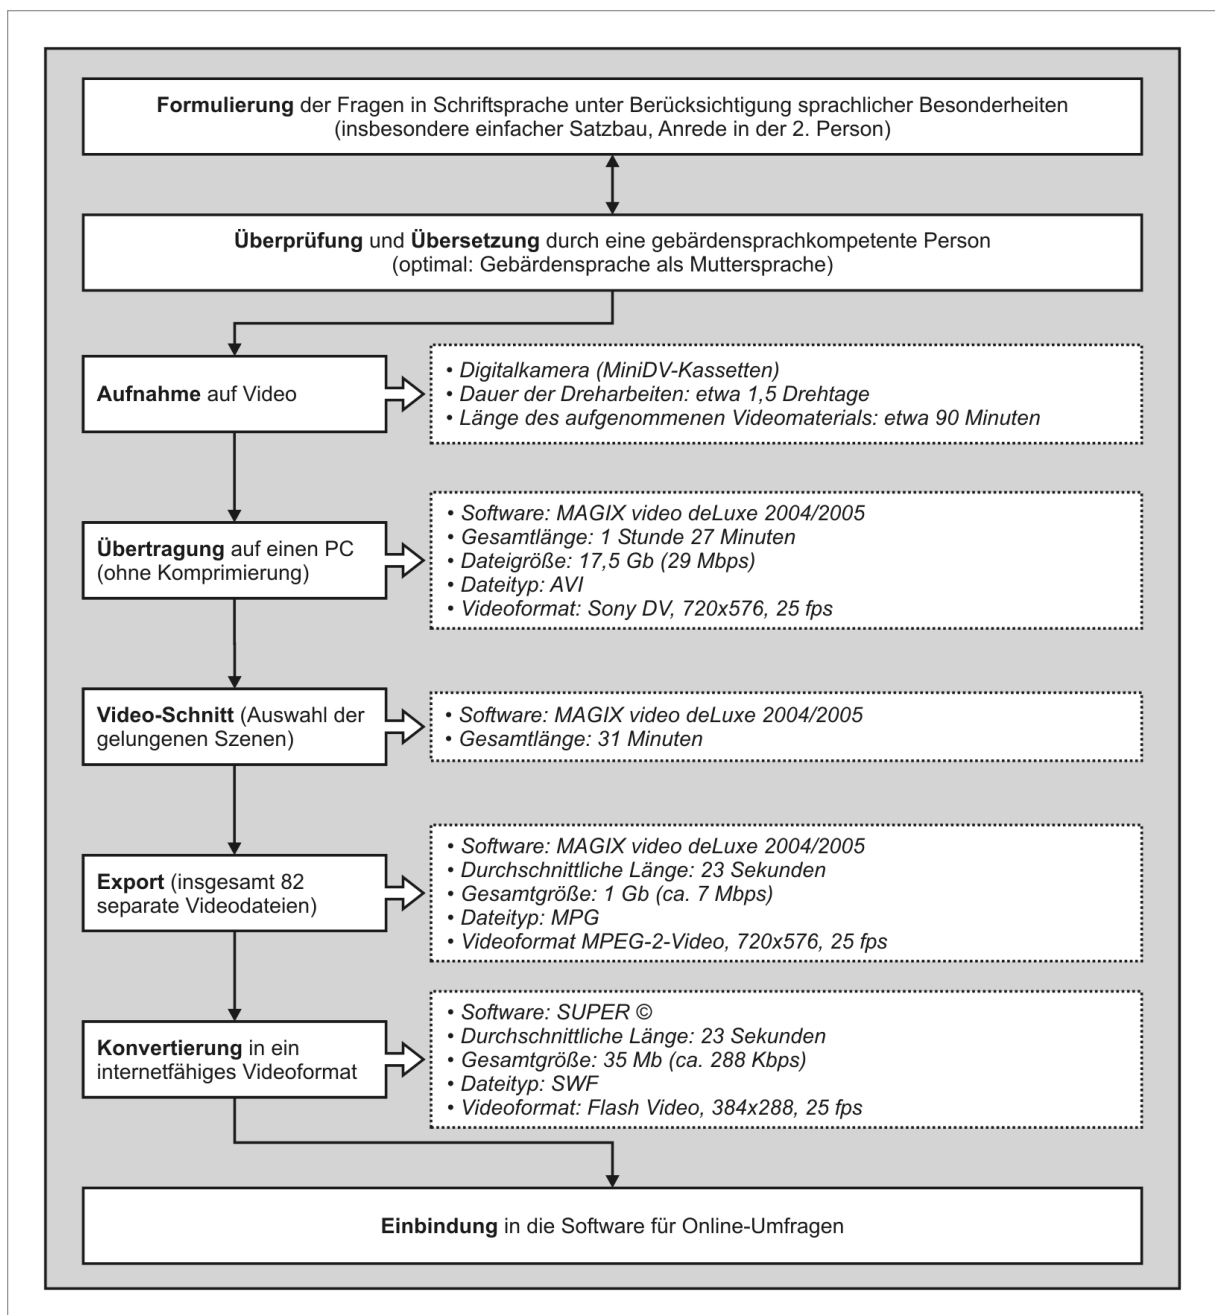 Formulierung der Fragen in Schriftsprache unter Berücksichtigung sprachlicher Besonderheiten
(insbesondere einfacher Satzbau, Anrede in der 2. Person)
Überprüfung und Übersetzung durch eine gebärdensprachkompetente Person
(optimal: Gebärdensprache als Muttersprache)
Aufnahme auf Video
• Digitalkamera (MiniDV-Kassetten)
• Dauer der Dreharbeiten: etwa 1,5 Drehtage
• Länge des aufgenommenen Videomaterials: etwa 90 Minuten
Übertragung auf einen PC
(ohne Komprimierung)
• Software: MAGIX video deLuxe 2004/2005
• Gesamtlänge: 1 Stunde 27 Minuten
• Dateigröße: 17,5 Gb (29 Mbps)
• Dateityp: AVI
• Videoformat: Sony DV, 720x576, 25 fps
Video-Schnitt (Auswahl der
gelungenen Szenen)
• Software: MAGIX video deLuxe 2004/2005
• Gesamtlänge: 31 Minuten
Export (insgesamt 82
separate Videodateien)
• Software: MAGIX video deLuxe 2004/2005
• Durchschnittliche Länge: 23 Sekunden
• Gesamtgröße: 1 Gb (ca. 7 Mbps)
• Dateityp: MPG
• Videoformat MPEG-2-Video, 720x576, 25 fps
Konvertierung in ein
internetfähiges Videoformat
• Software: SUPER ©
• Durchschnittliche Länge: 23 Sekunden
• Gesamtgröße: 35 Mb (ca. 288 Kbps)
• Dateityp: SWF
• Videoformat: Flash Video, 384x288, 25 fps
Einbindung in die Software für Online-Umfragen